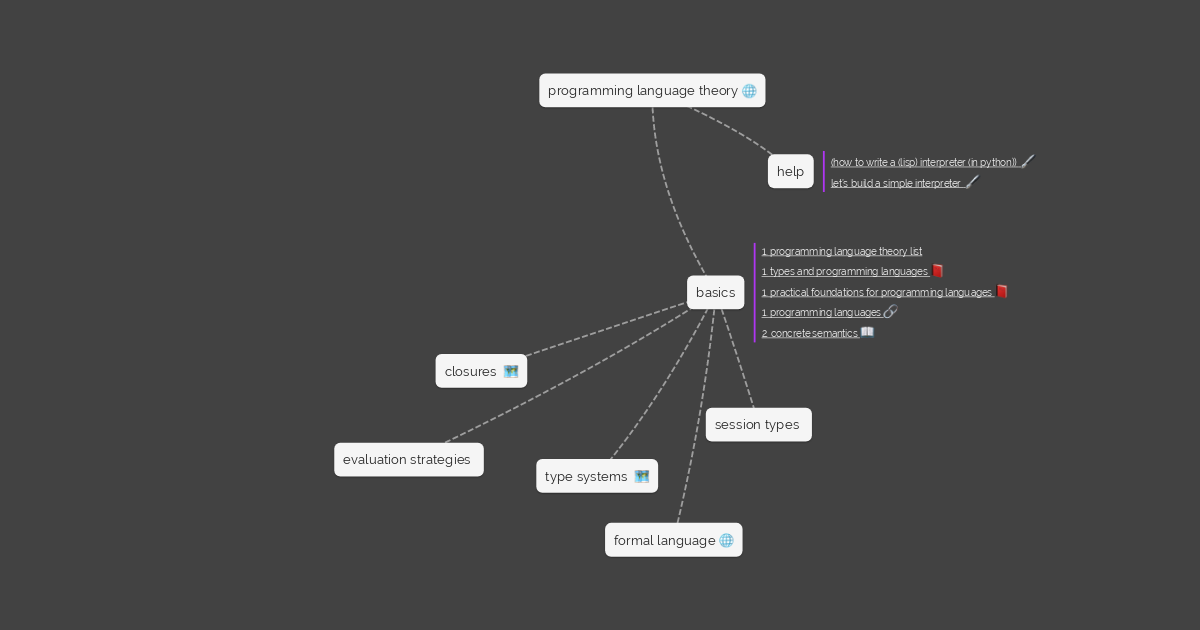 programming language theory
help
(how to write a (lisp) interpreter (in python))
let's build a simple interpreter
basics
1 programming language theory list
1 types and programming languages
1 practical foundations for programming languages
1 programming languages
2 concrete semantics
closures
session types
evaluation strategies
type systems
formal language